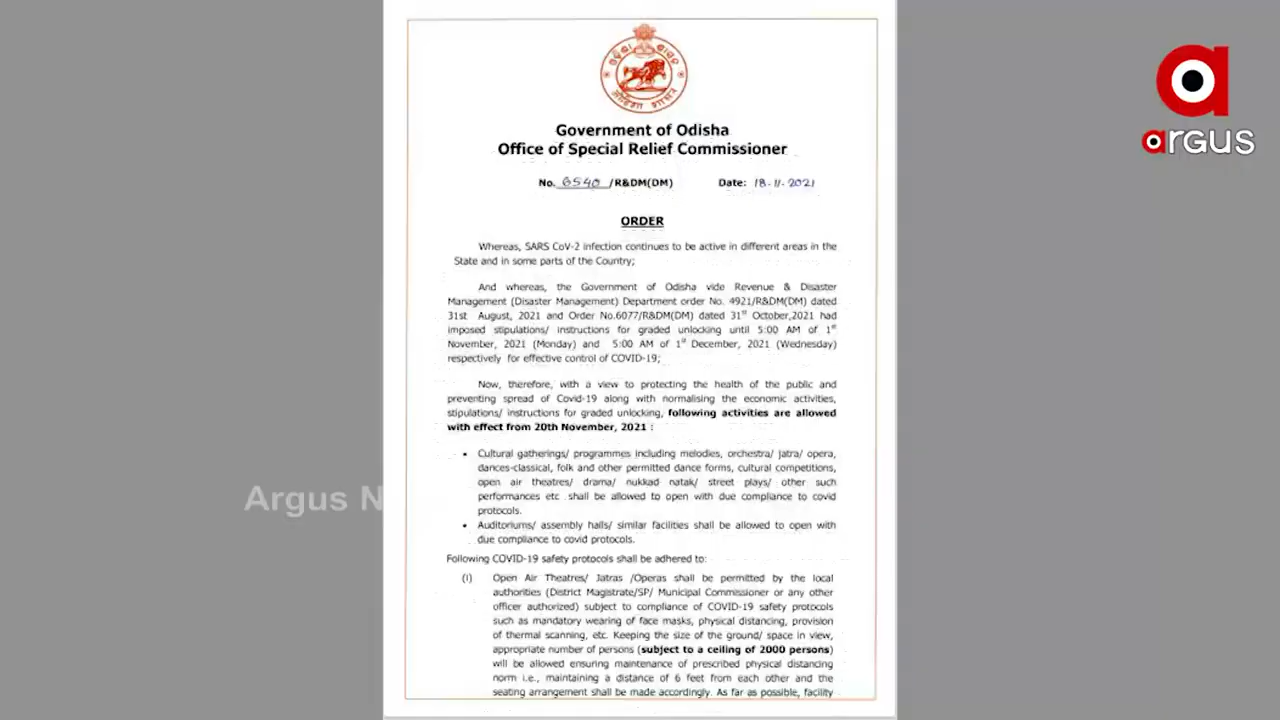 argus
Government of Odisha
Office of Special Relief Commissioner
No. 6540 /R&DM(DM) Date: 18-11-2021
ORDER
Whereas, SARS CoV-2 infection continues to be active in different areas in the
State and in some parts of the Country;
And whereas, the Government of Odisha vide Revenue & Disaster
Management (Disaster Management) Department order No. 4921/R&DM(DM) dated
31st August, 2021 and Order No.6077/R&DM(DM) dated 31st October,2021 had
imposed stipulations/ instructions for graded unlocking until 5:00 AM of 1st
November, 2021 (Monday) and 5:00 AM of 1st December, 2021 (Wednesday)
respectively for effective control of COVID-19;
Now, therefore, with a view to protecting the health of the public and
preventing spread of Covid-19 along with normalising the economic activities,
stipulations/ instructions for graded unlocking, following activities are allowed
with effect from 20th November, 2021 :
• Cultural gatherings/ programmes including melodies, orchestra/ jatra/ opera,
dances-classical, folk and other permitted dance forms, cultural competitions,
open air theatres/ drama/ nukkad natak/ street plays/ other such
performances etc shall be allowed to open with due compliance to covid
protocols.
• Auditoriums/ assembly halls/ similar facilities shall be allowed to open with
due compliance to covid protocols.
Following COVID-19 safety protocols shall be adhered to:
(i) Open Air Theatres/ Jatras /Operas shall be permitted by the local
authorities (District Magistrate/SP/ Municipal Commissioner or any other
officer authorized) subject to compliance of COVID-19 safety protocols
such as mandatory wearing of face masks, physical distancing, provision
of thermal scanning, etc. Keeping the size of the ground/ space in view,
appropriate number of persons (subject to a ceiling of 2000 persons)
will be allowed ensuring maintenance of prescribed physical distancing
norm i.e., maintaining a distance of 6 feet from each other and the
seating arrangement shall be made accordingly. As far as possible, facility
Argus N